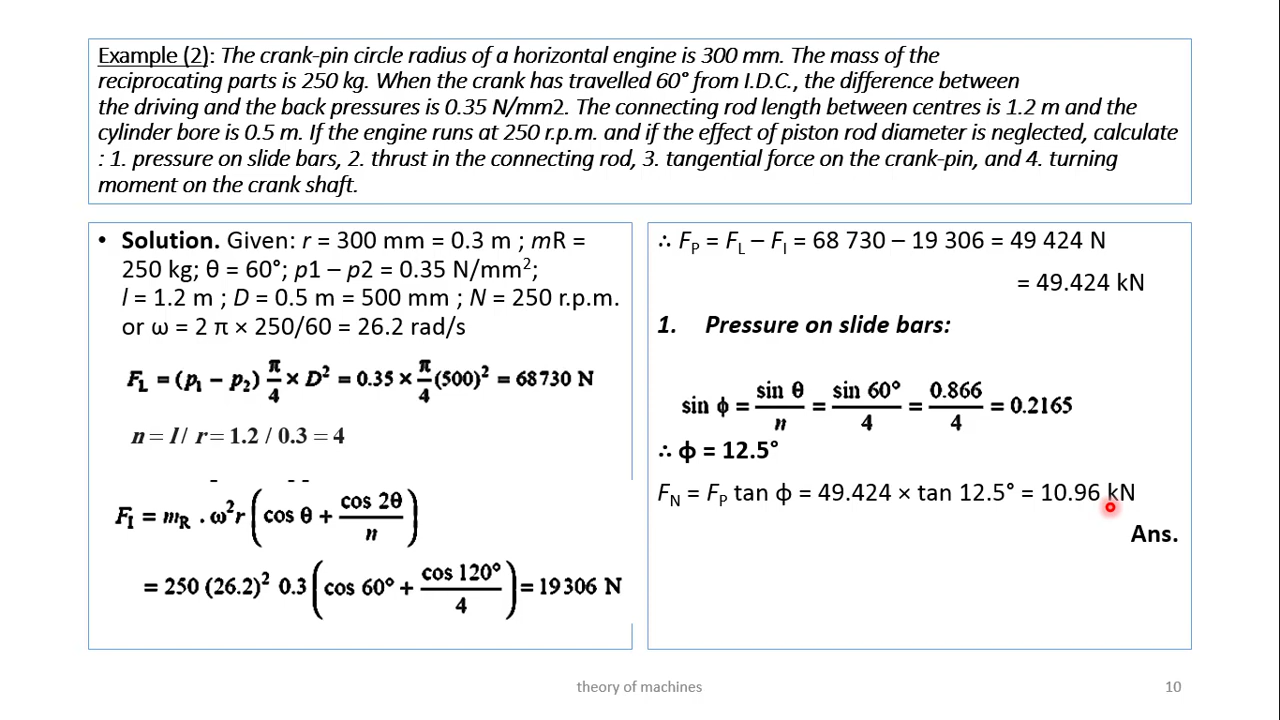 Example (2): The crank-pin circle radius of a horizontal engine is 300 mm. The mass of the
reciprocating parts is 250 kg. When the crank has travelled 60° from I.D.C., the difference between
the driving and the back pressures is 0.35 N/mm2. The connecting rod length between centres is 1.2 m and the
cylinder bore is 0.5 m. If the engine runs at 250 r.p.m. and if the effect of piston rod diameter is neglected, calculate
: 1. pressure on slide bars, 2. thrust in the connecting rod, 3. tangential force on the crank-pin, and 4. turning
moment on the crank shaft.
• Solution. Given: r = 300 mm = 0.3 m ; mR =
250 kg; θ = 60°; p1 – p2 = 0.35 N/mm²;
l = 1.2 m ; D = 0.5 m = 500 mm ; N = 250 r.p.m.
or ω = 2 π × 250/60 = 26.2 rad/s
F_L = (p₁ – p₂) π/4 × D² = 0.35 × π/4 (500)² = 68730 N
n = l / r = 1.2 / 0.3 = 4
F_I = m_R . ω² r (cos θ + cos 2θ / n)
= 250 (26.2)² 0.3 (cos 60° + cos 120° / 4) = 19306 N
∴ F_P = F_L – F_I = 68 730 – 19 306 = 49 424 N
= 49.424 kN
1. Pressure on slide bars:
sin ϕ = sin θ / n = sin 60° / 4 = 0.866 / 4 = 0.2165
∴ ϕ = 12.5°
F_N = F_P tan ϕ = 49.424 × tan 12.5° = 10.96 kN
Ans.
theory of machines
10